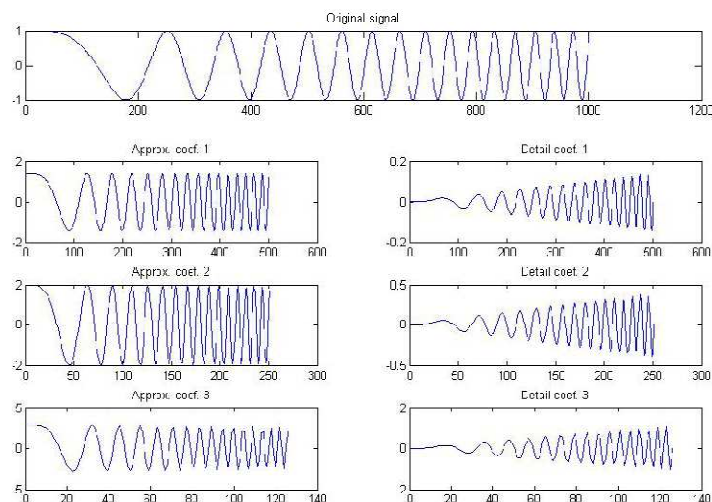 Original signal
1
0
-1
0 200 400 600 800 1000 1200
Approx. coef. 1
2
0
-2
0 100 200 300 400 500 600
Detail coef. 1
0.2
0
-0.2
0 100 200 300 400 500 600
Approx. coef. 2
2
0
-2
0 50 100 150 200 250 300
Detail coef. 2
0.5
0
-0.5
0 50 100 150 200 250 300
Approx. coef. 3
5
0
-5
0 20 40 60 80 100 120 140
Detail coef. 3
2
0
-2
0 20 40 60 80 100 120 140